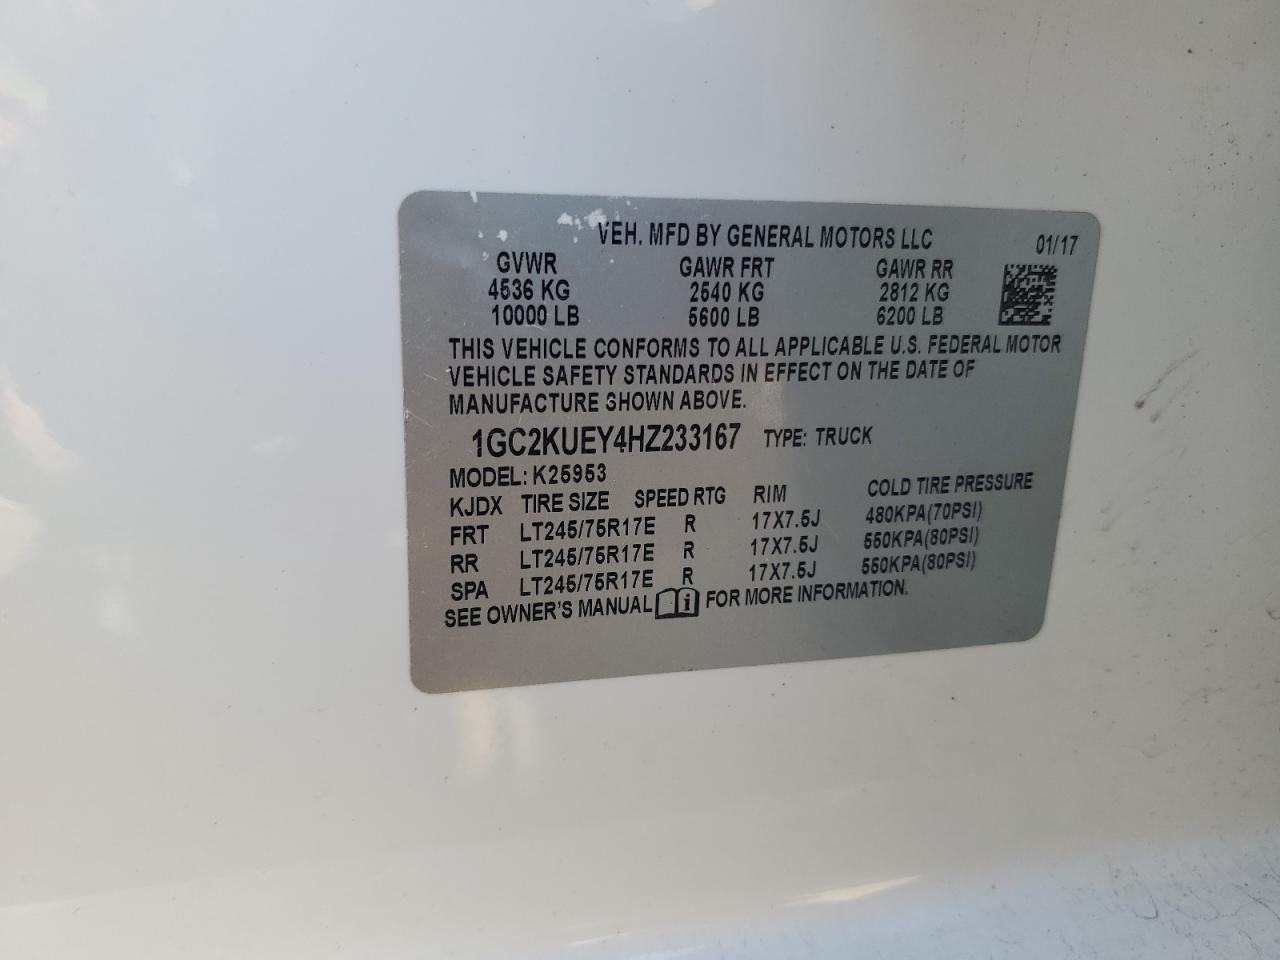 VEH. MFD BY GENERAL MOTORS LLC 01/17
GVWR GAWR FRT GAWR RR
4536 KG 2540 KG 2812 KG
10000 LB 5600 LB 6200 LB
THIS VEHICLE CONFORMS TO ALL APPLICABLE U.S. FEDERAL MOTOR
VEHICLE SAFETY STANDARDS IN EFFECT ON THE DATE OF
MANUFACTURE SHOWN ABOVE.
1GC2KUEY4HZ233167 TYPE: TRUCK
MODEL: K25953
KJDX TIRE SIZE SPEED RTG RIM COLD TIRE PRESSURE
FRT LT245/75R17E R 17X7.5J 480KPA(70PSI)
RR LT245/75R17E R 17X7.5J 550KPA(80PSI)
SPA LT245/75R17E R 17X7.5J 550KPA(80PSI)
SEE OWNER'S MANUAL FOR MORE INFORMATION.